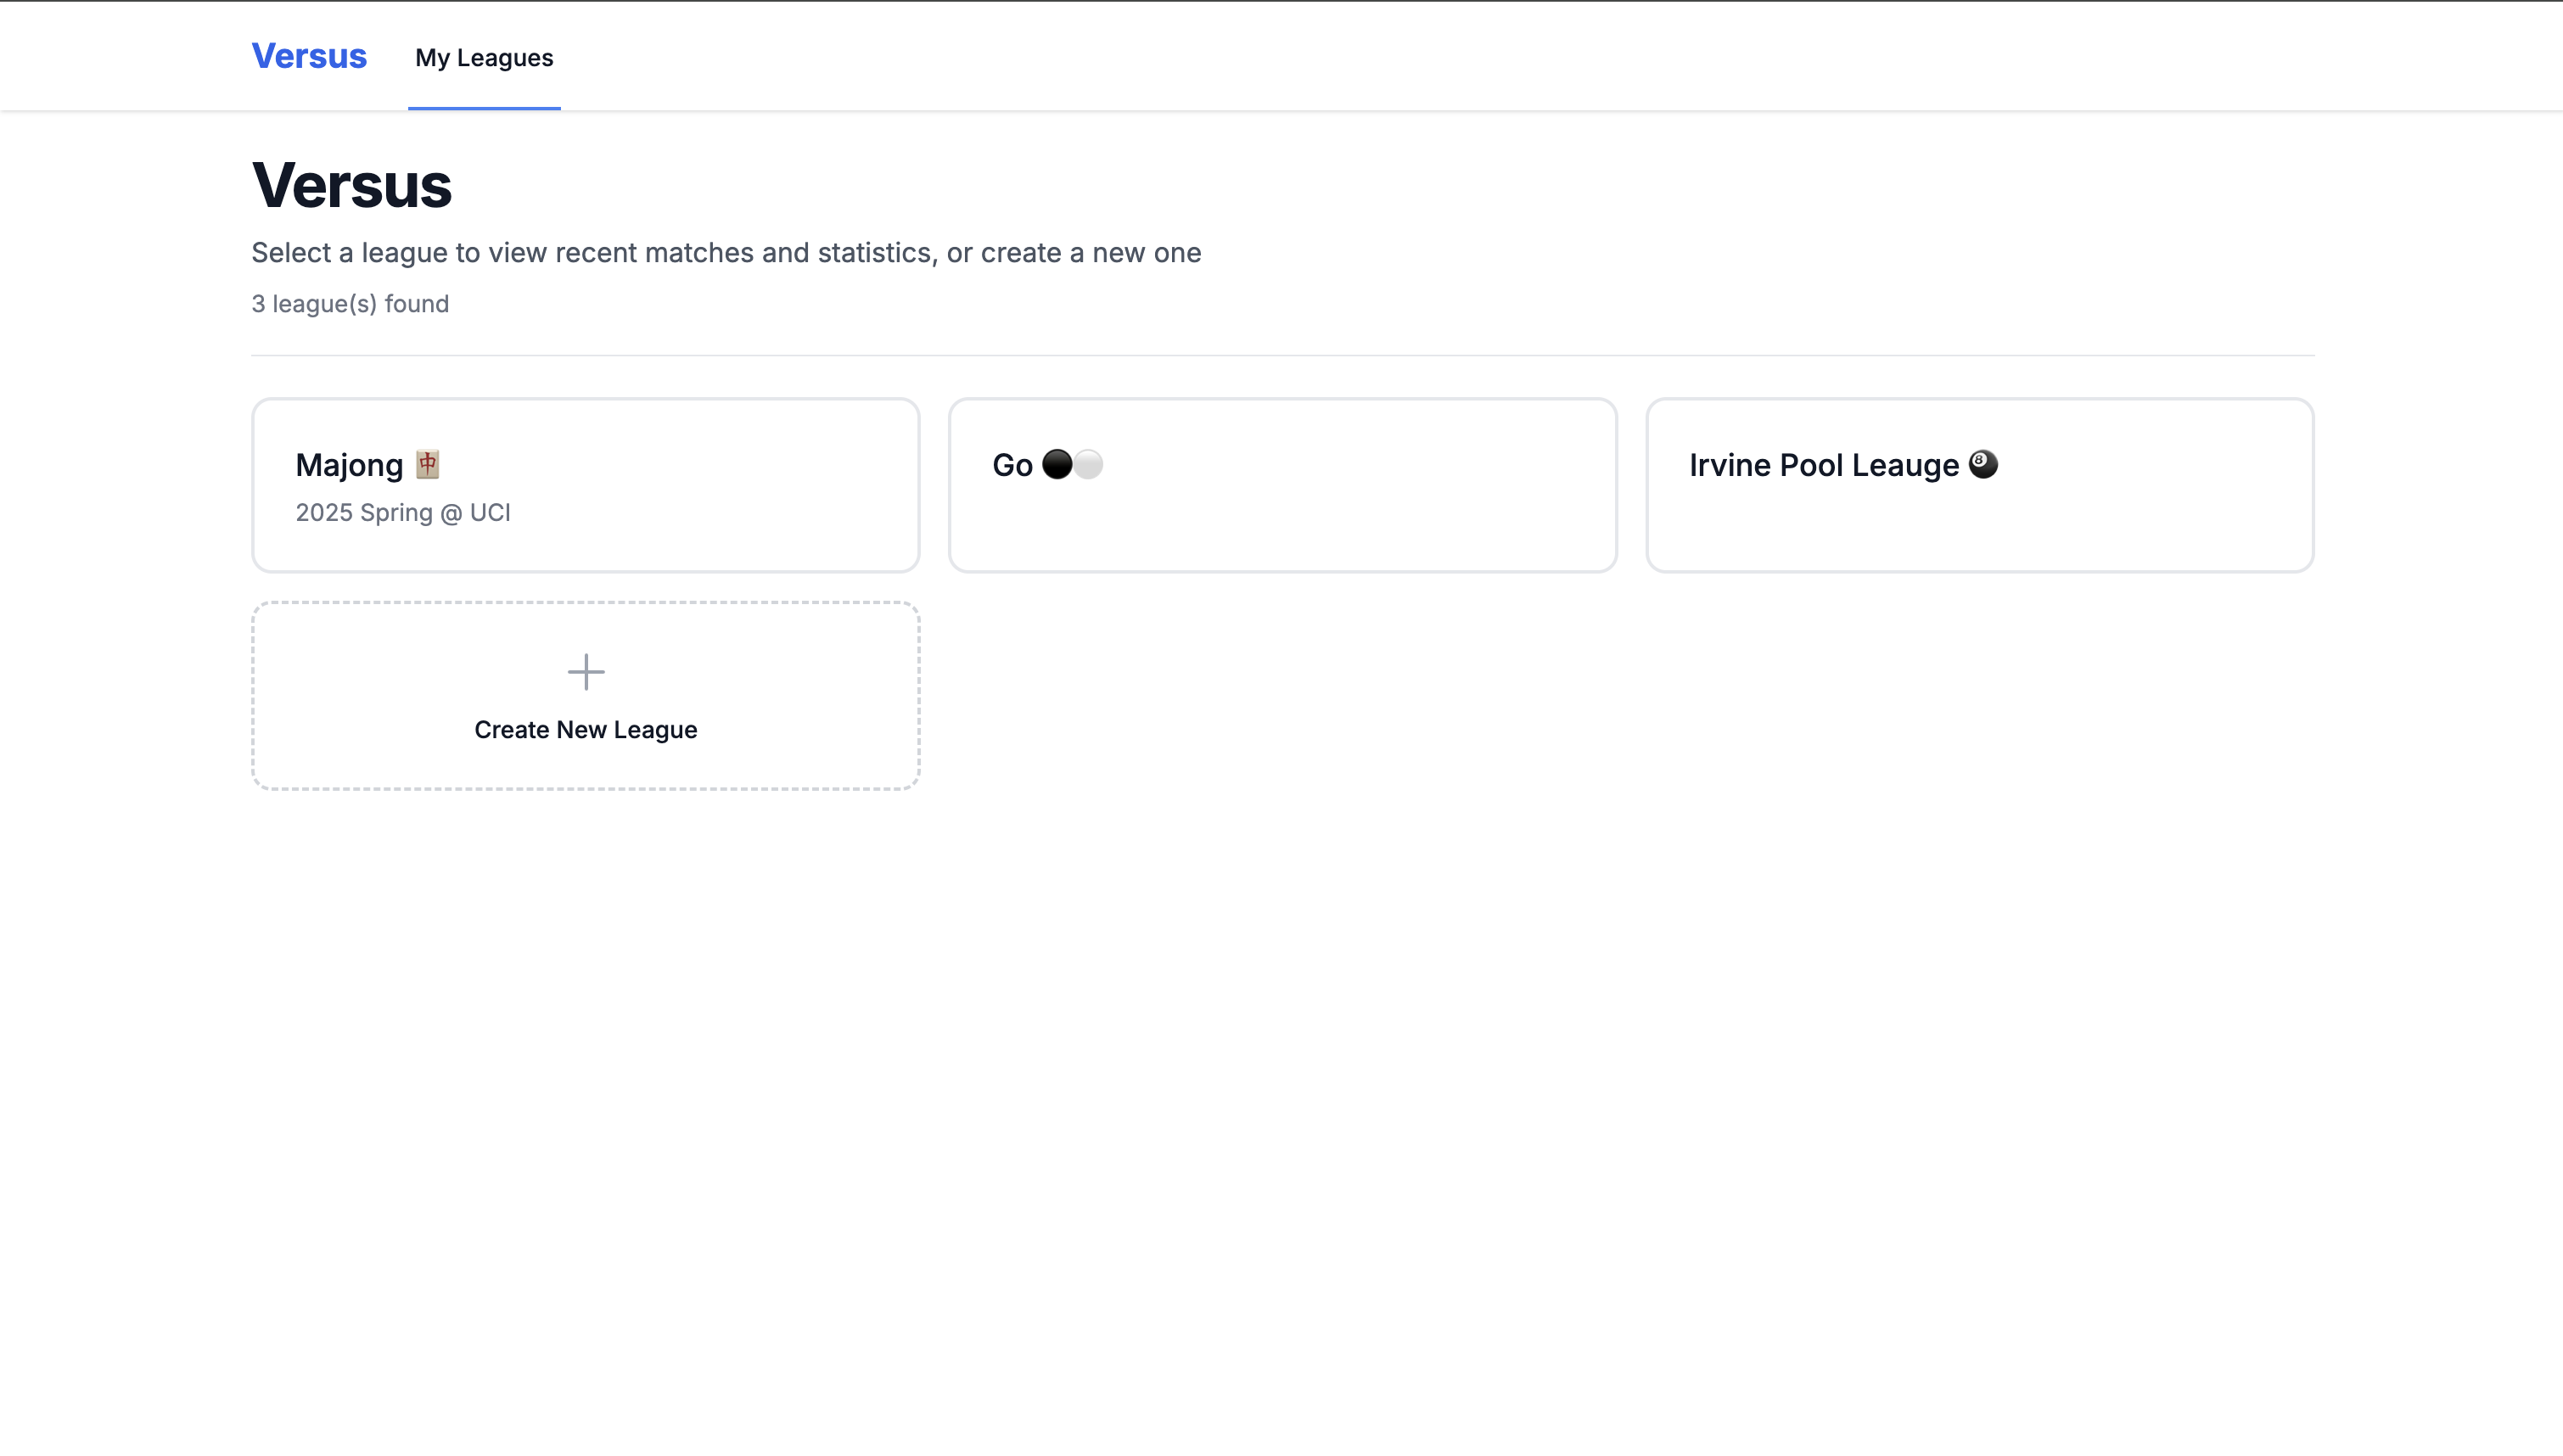 Versus
My Leagues
Versus
Select a league to view recent matches and statistics, or create a new one
3 league(s) found
Majong 🀄
2025 Spring @ UCI
Go ⚫⚪
Irvine Pool Leauge 🎱
Create New League